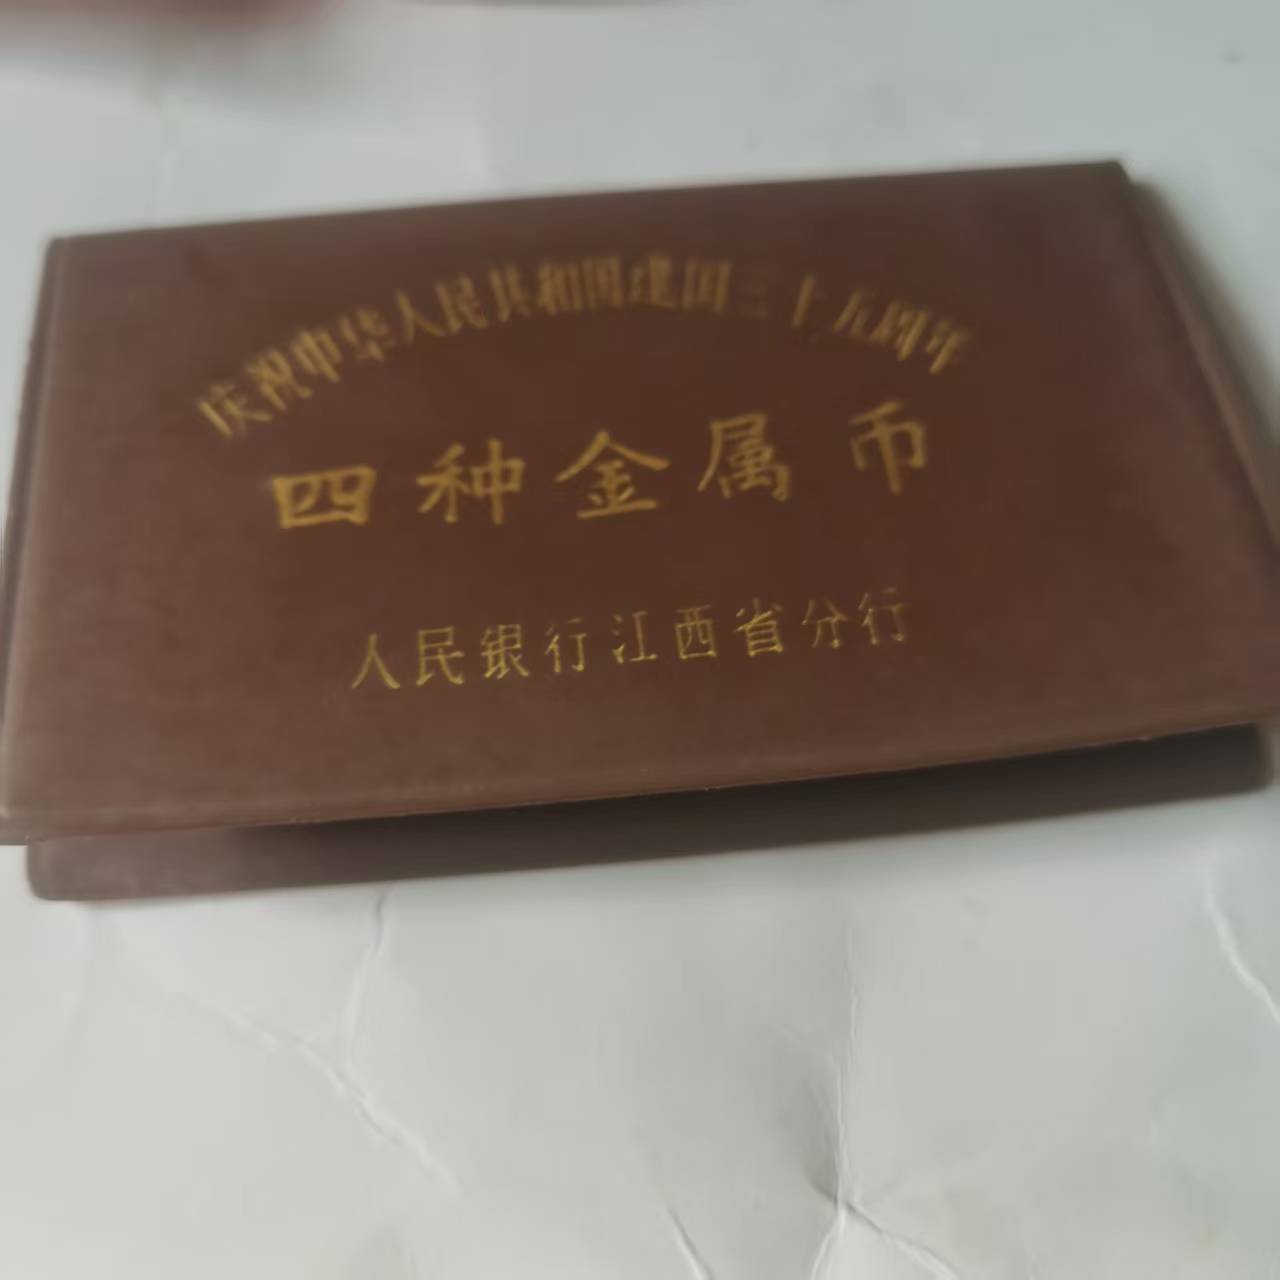 庆祝中华人民共和国建国三十五周年
四种金属币
人民银行江西省分行